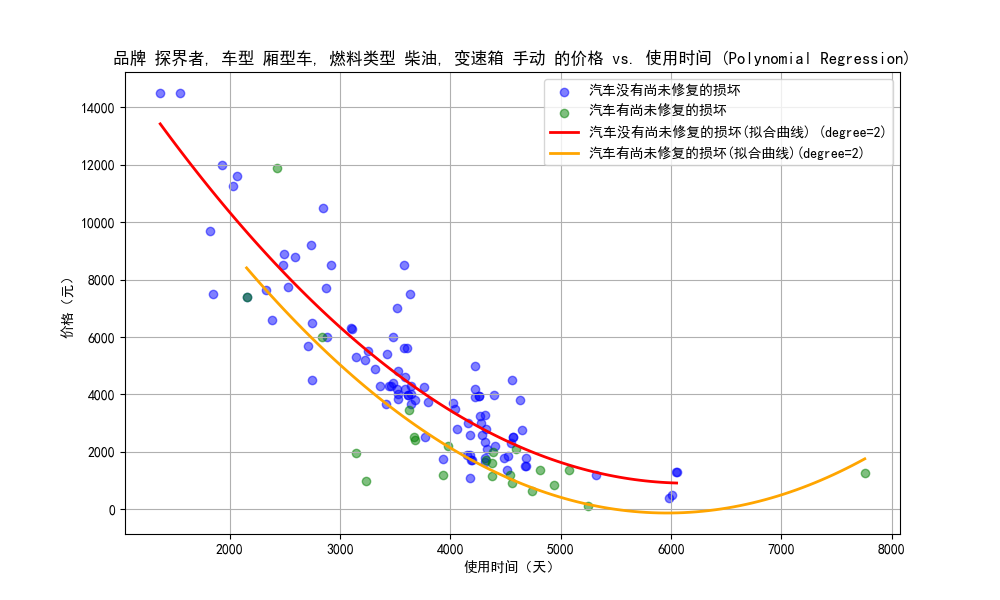 品牌 探界者, 车型 厢型车, 燃料类型 柴油, 变速箱 手动 的价格 vs. 使用时间 (Polynomial Regression)
汽车没有尚未修复的损坏
汽车有尚未修复的损坏
汽车没有尚未修复的损坏(拟合曲线) (degree=2)
汽车有尚未修复的损坏(拟合曲线)(degree=2)
价格（元）
14000
12000
10000
8000
6000
4000
2000
0
2000 3000 4000 5000 6000 7000 8000
使用时间（天）